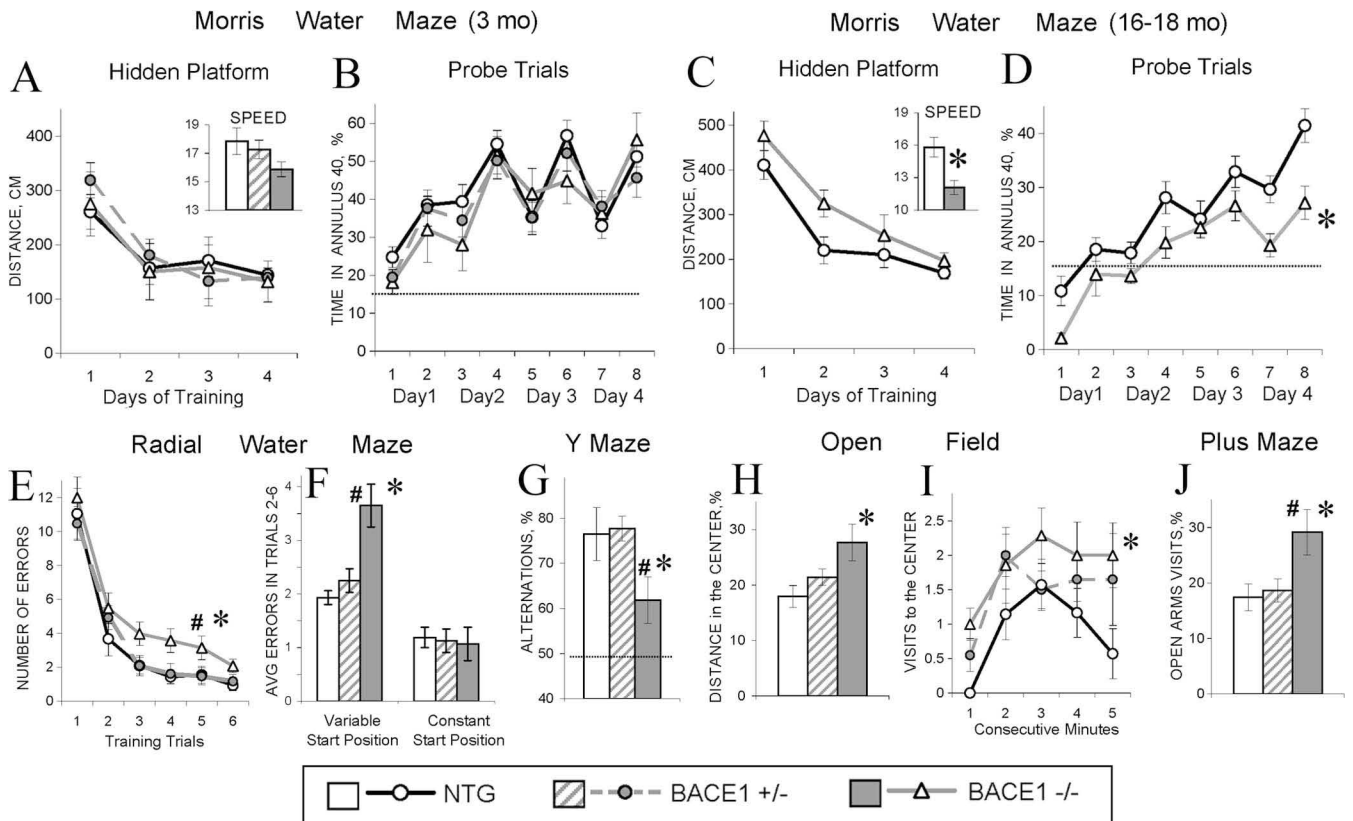 Morris Water Maze (3 mo)
Morris Water Maze (16-18 mo)
A
Hidden Platform
DISTANCE, CM
400
300
200
100
0
SPEED
19
17
15
13
1 2 3 4
Days of Training
B
Probe Trials
TIME IN ANNULUS 40, %
60
50
40
30
20
10
0
1 2 3 4 5 6 7 8
Day1 Day2 Day 3 Day 4
C
Hidden Platform
DISTANCE, CM
500
400
300
200
100
0
SPEED
19
16
13
10
*
1 2 3 4
Days of Training
D
Probe Trials
TIME IN ANNULUS 40, %
40
30
20
10
0
*
1 2 3 4 5 6 7 8
Day1 Day2 Day 3 Day 4
Radial Water Maze
E
NUMBER OF ERRORS
12
10
8
6
4
2
0
# *
1 2 3 4 5 6
Training Trials
F
AVG ERRORS IN TRIALS 2-6
4
3
2
1
0
# *
Variable
Start Position
Constant
Start Position
Y Maze
G
ALTERNATIONS, %
80
70
60
50
40
# *
Open Field
H
DISTANCE in the CENTER, %
30
20
10
0
*
I
VISITS to the CENTER
2.5
2
1.5
1
0.5
0
*
1 2 3 4 5
Consecutive Minutes
Plus Maze
J
OPEN ARMS VISITS,%
30
20
10
0
# *
NTG
BACE1 +/-
BACE1 -/-